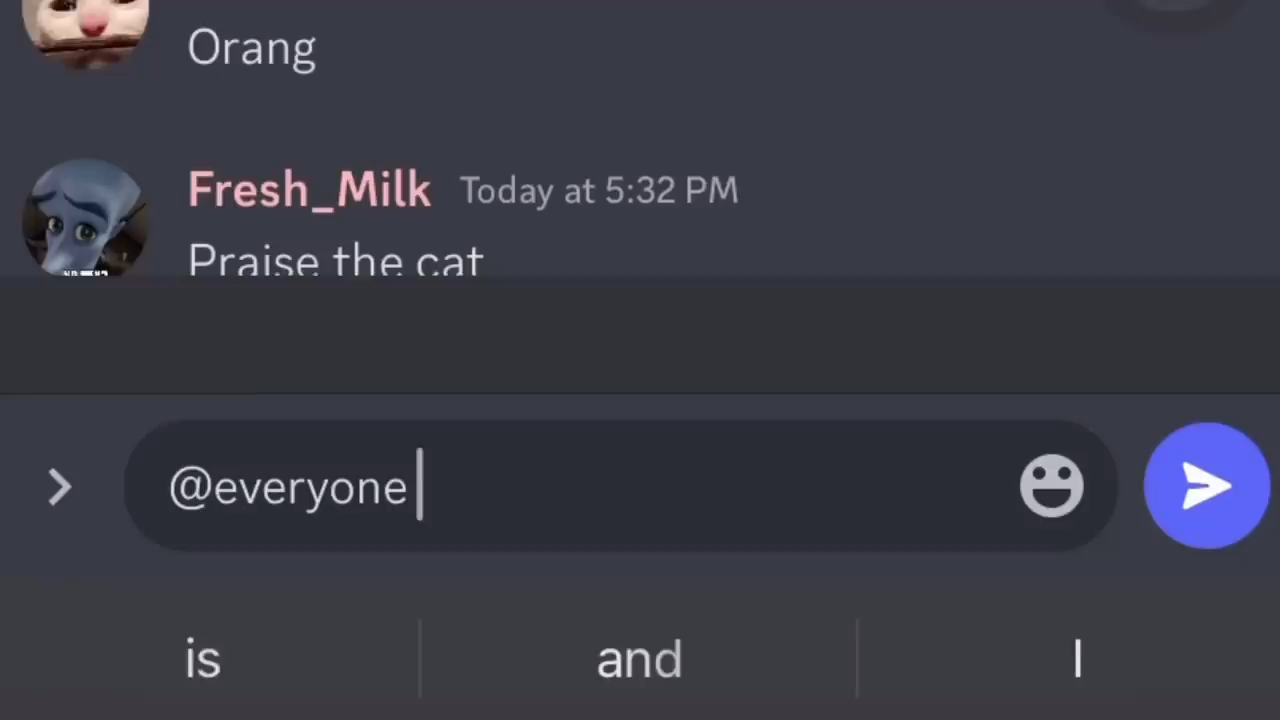 Orang
Fresh_Milk Today at 5:32 PM
Praise the cat
@everyone
is and I